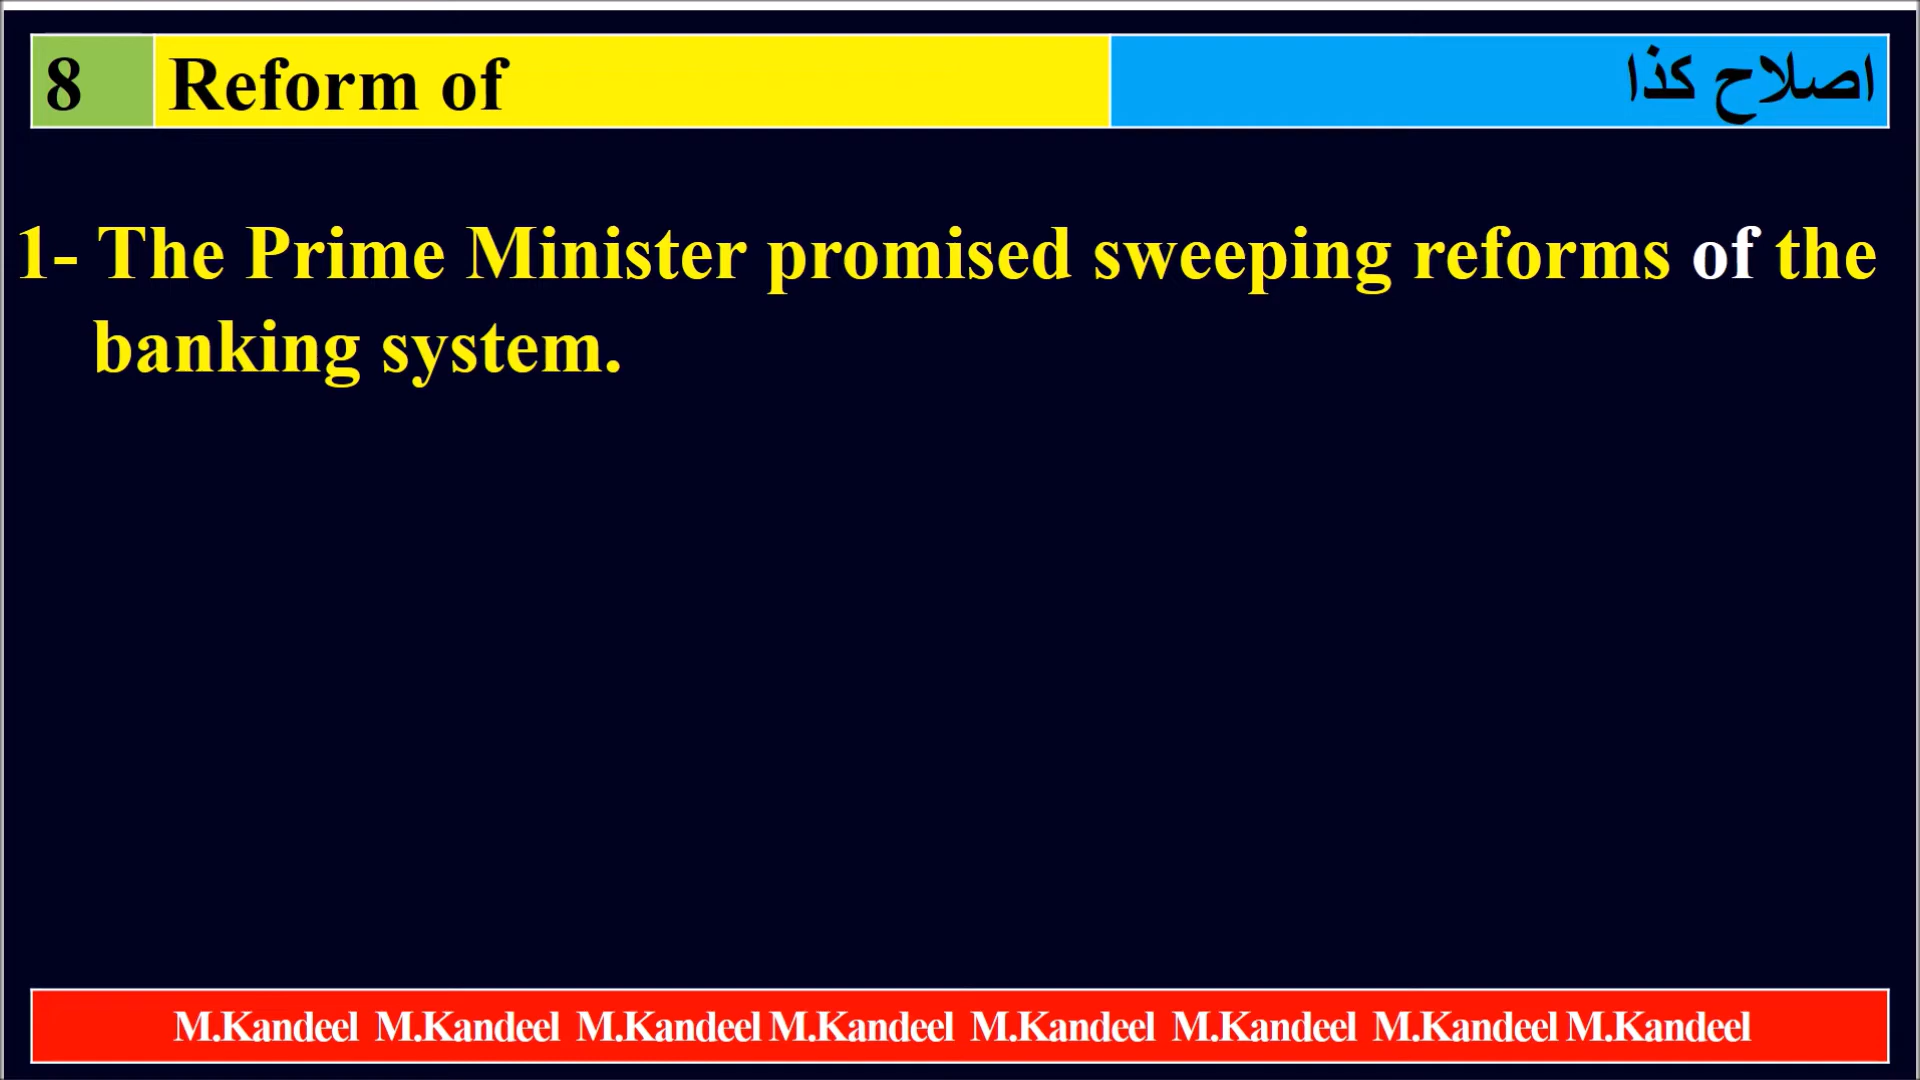 8 Reform of اصلاح كذا
1- The Prime Minister promised sweeping reforms of the
banking system.
M.Kandeel M.Kandeel M.Kandeel M.Kandeel M.Kandeel M.Kandeel M.Kandeel M.Kandeel